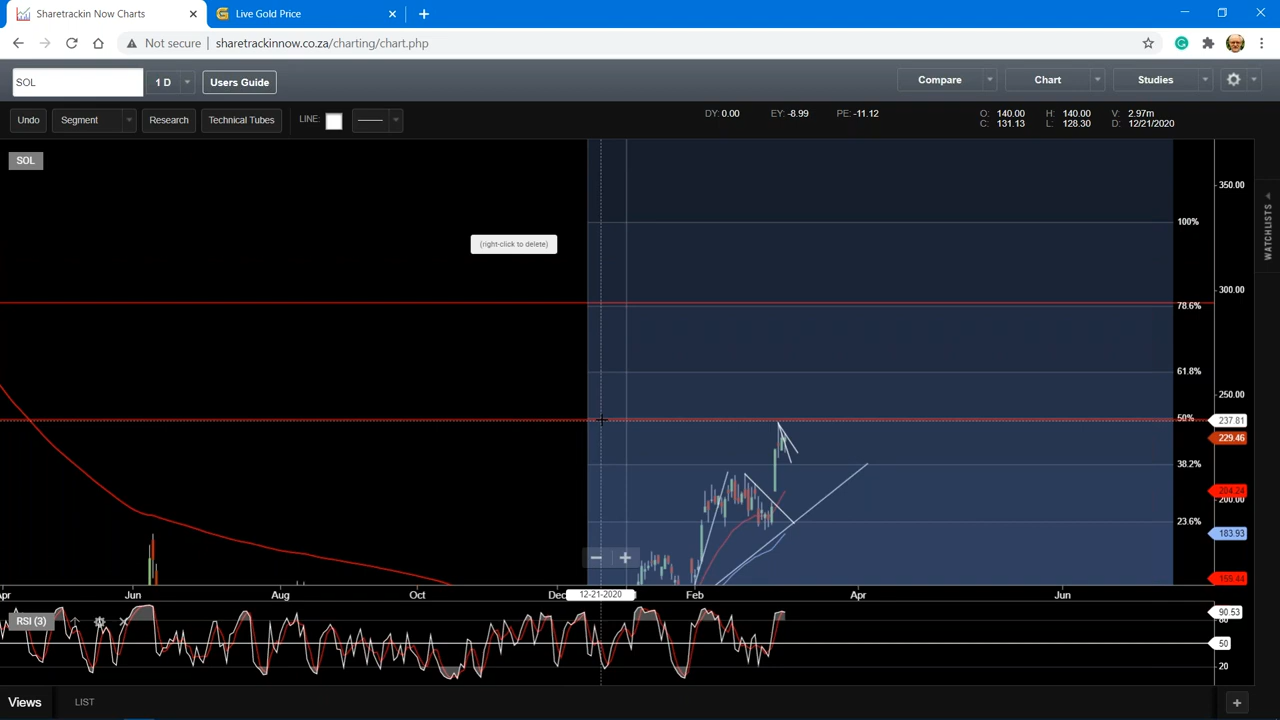 Sharetrackin Now Charts
Live Gold Price
Not secure
sharetrackinnow.co.za/charting/chart.php
SOL
1 D
Users Guide
Compare
Chart
Studies
Undo
Segment
Research
Technical Tubes
LINE:
DY: 0.00
EY: -8.99
PE: -11.12
O: 140.00
H: 140.00
V: 2.97m
C: 131.13
L: 128.30
D: 12/21/2020
SOL
WATCHLISTS
(right-click to delete)
350.00
100%
300.00
78.6%
61.8%
250.00
50%
237.81
229.46
38.2%
204.24
200.00
23.6%
183.93
159.44
Jun
Aug
Oct
Dec
12-21-2020
Feb
Apr
Jun
RSI (3)
90.53
50
20
Views
LIST